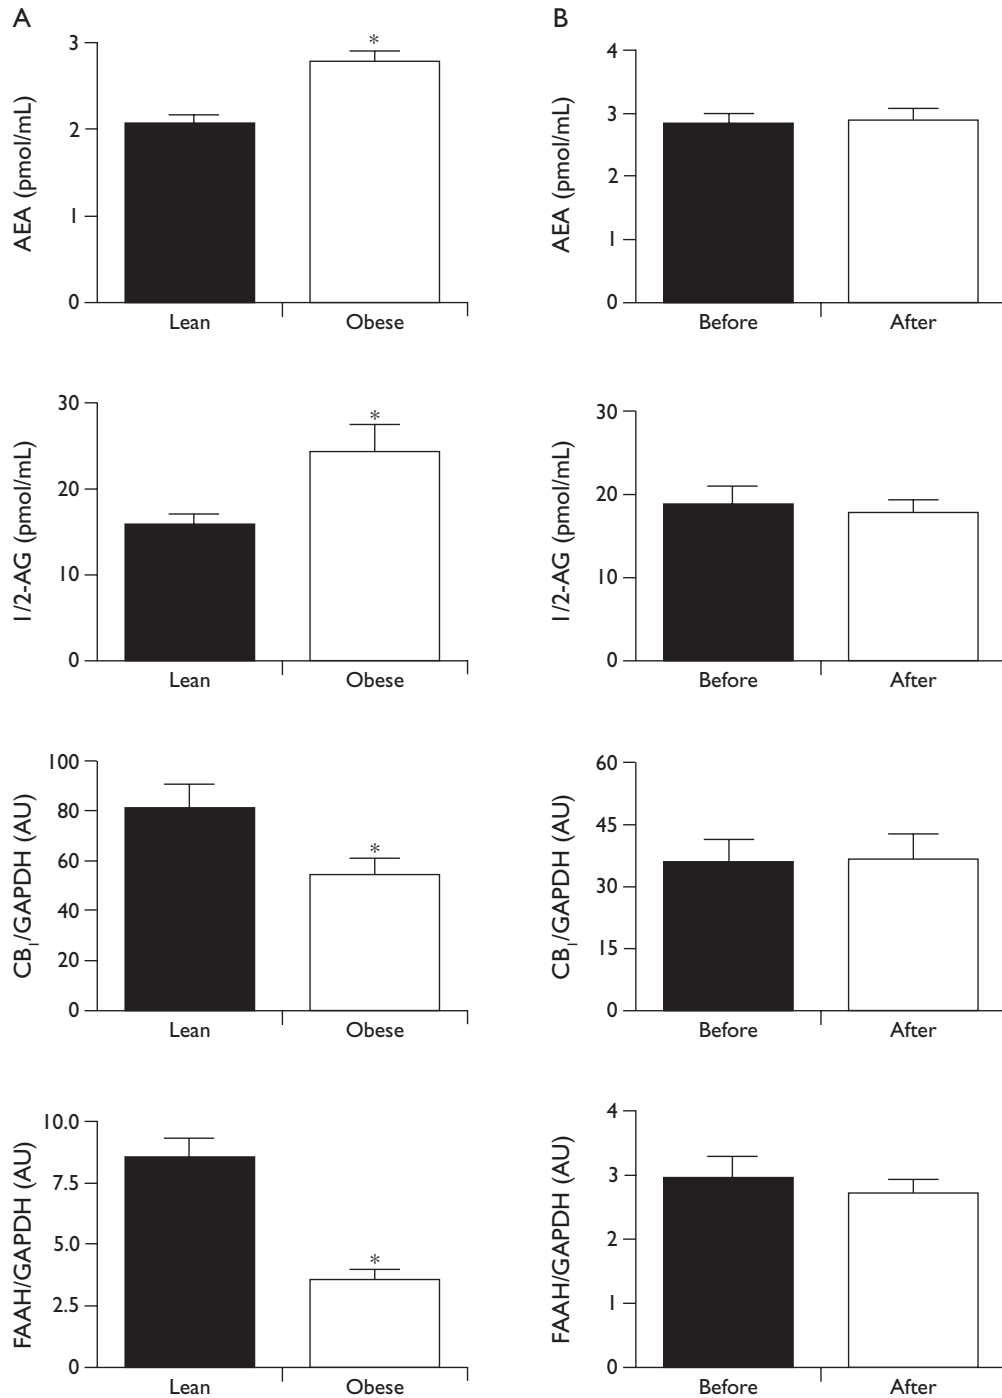 A
AEA (pmol/mL)
3
2
1
0
*
Lean Obese
1/2-AG (pmol/mL)
30
20
10
0
*
Lean Obese
CB1/GAPDH (AU)
100
80
60
40
20
0
*
Lean Obese
FAAH/GAPDH (AU)
10.0
7.5
5.0
2.5
0
*
Lean Obese
B
AEA (pmol/mL)
4
3
2
1
0
Before After
1/2-AG (pmol/mL)
30
20
10
0
Before After
CB1/GAPDH (AU)
60
45
30
15
0
Before After
FAAH/GAPDH (AU)
4
3
2
1
0
Before After